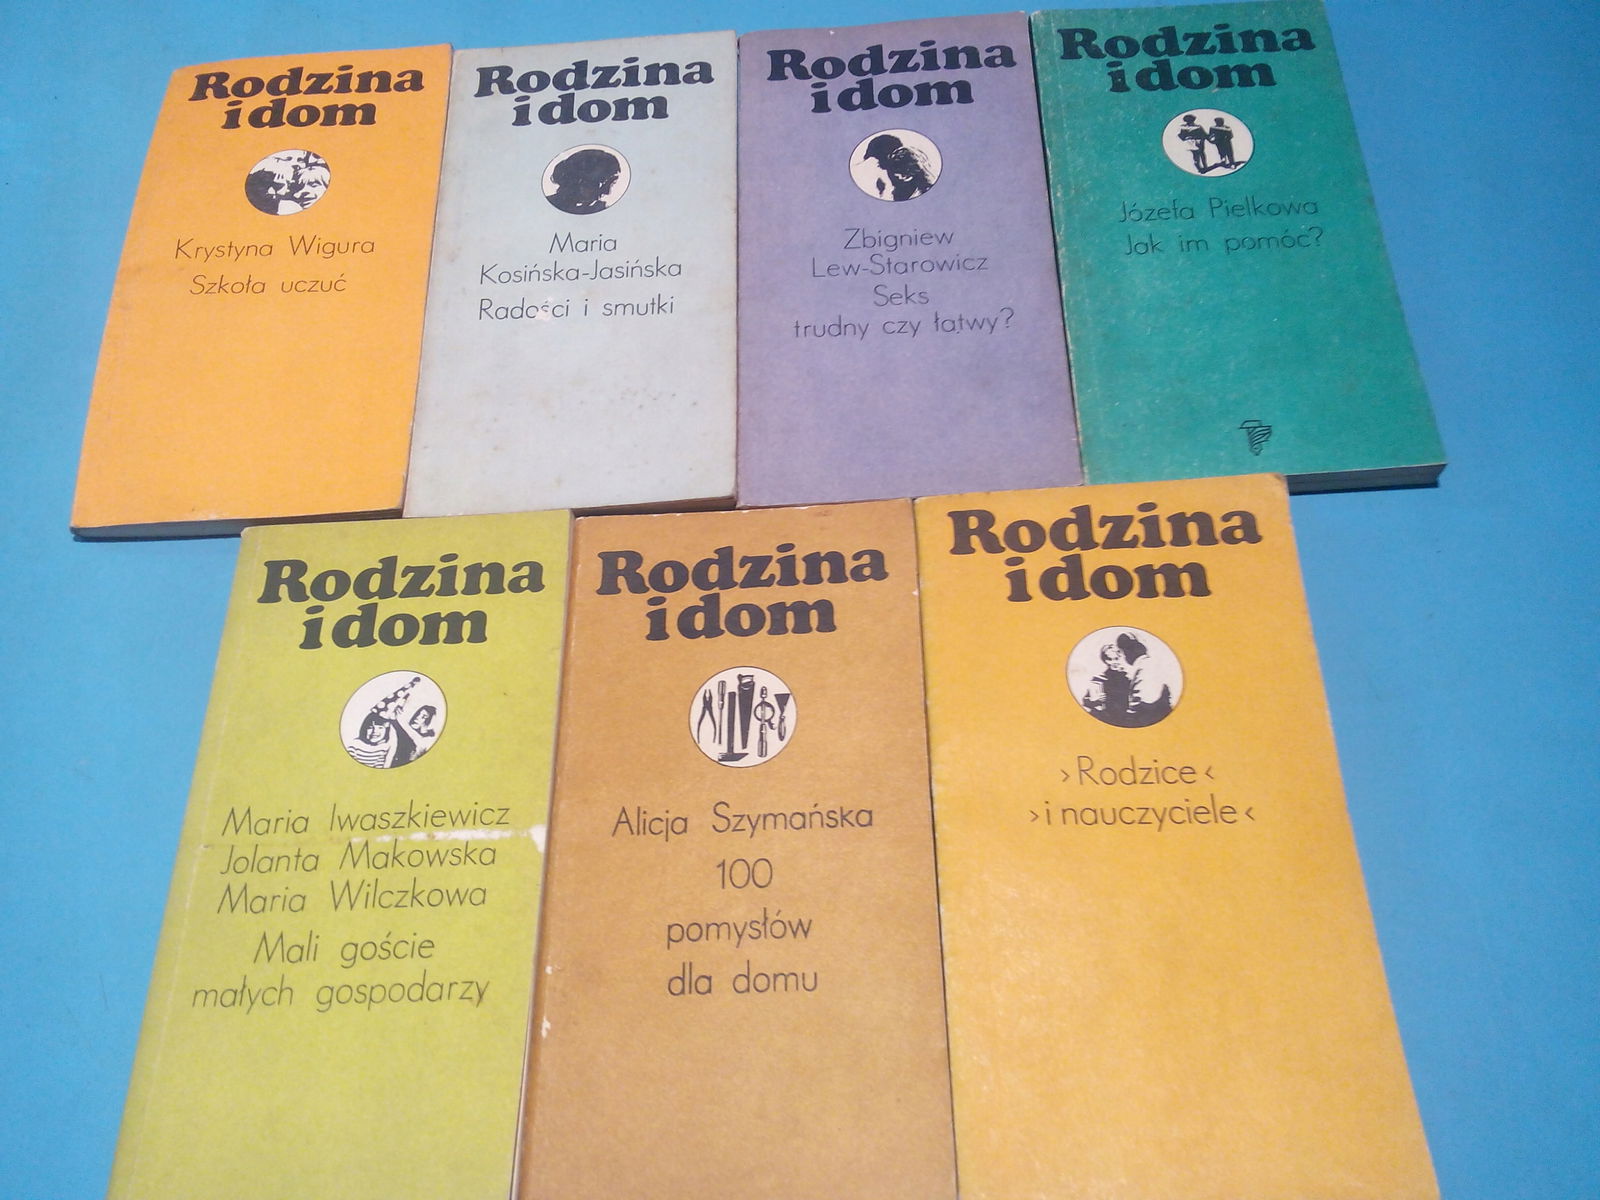 Rodzina
i dom
Krystyna Wigura
Szkoła uczuć
Rodzina
i dom
Maria
Kosińska-Jasińska
Radości i smutki
Rodzina
i dom
Zbigniew
Lew-Starowicz
Seks
trudny czy łatwy?
Rodzina
i dom
Józefa Pielkowa
Jak im pomóc?
Rodzina
i dom
Maria Iwaszkiewicz
Jolanta Makowska
Maria Wilczkowa
Mali goście
małych gospodarzy
Rodzina
i dom
Alicja Szymańska
100
pomysłów
dla domu
Rodzina
i dom
›Rodzice‹
›i nauczyciele‹